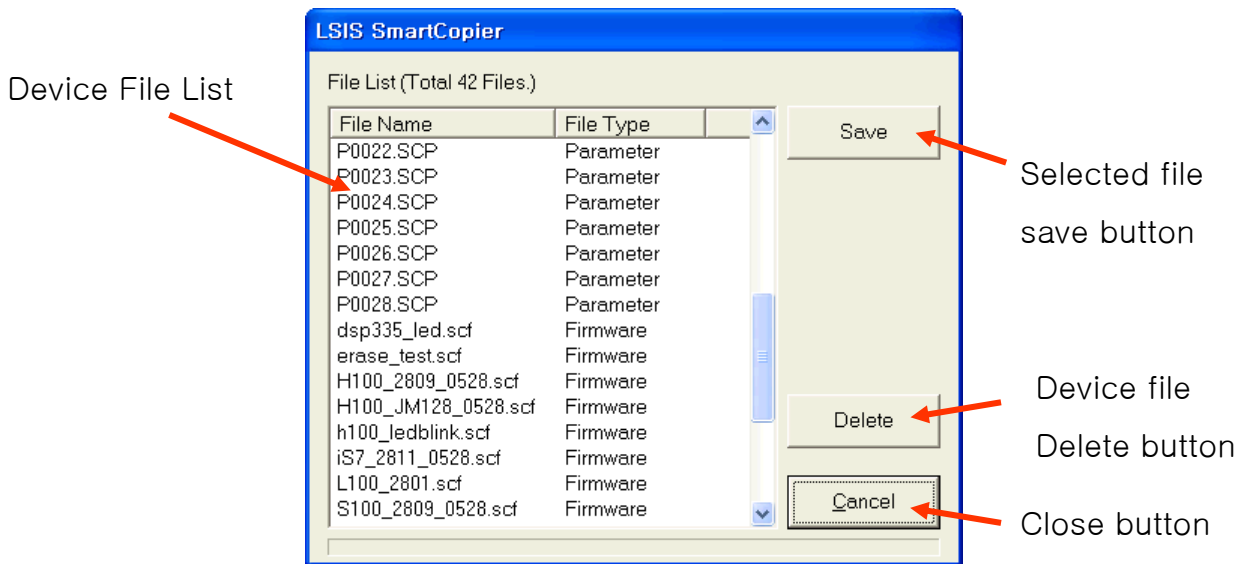 LSIS SmartCopier
File List (Total 42 Files.)
Device File List
File Name File Type
P0022.SCP Parameter
P0023.SCP Parameter
P0024.SCP Parameter
P0025.SCP Parameter
P0026.SCP Parameter
P0027.SCP Parameter
P0028.SCP Parameter
dsp335_led.scf Firmware
erase_test.scf Firmware
H100_2809_0528.scf Firmware
H100_JM128_0528.scf Firmware
h100_ledblink.scf Firmware
iS7_2811_0528.scf Firmware
L100_2801.scf Firmware
S100_2809_0528.scf Firmware
Save
Selected file
save button
Delete
Device file
Delete button
Cancel
Close button